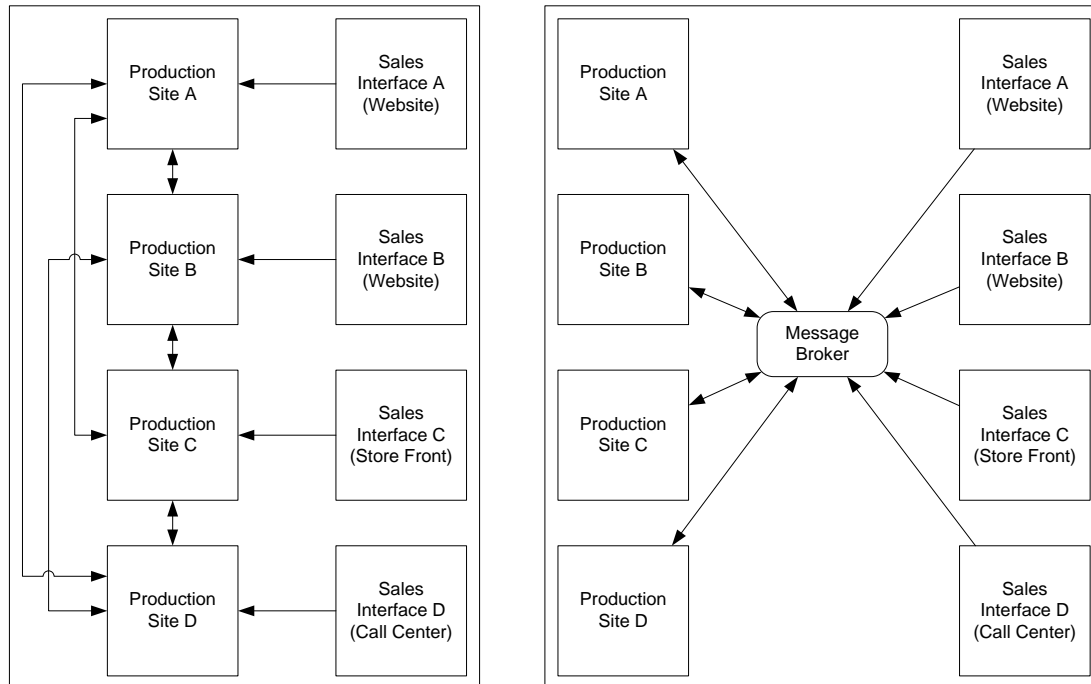 Production
Site A
Sales
Interface A
(Website)
Production
Site B
Sales
Interface B
(Website)
Production
Site C
Sales
Interface C
(Store Front)
Production
Site D
Sales
Interface D
(Call Center)
Production
Site A
Sales
Interface A
(Website)
Production
Site B
Sales
Interface B
(Website)
Message
Broker
Production
Site C
Sales
Interface C
(Store Front)
Production
Site D
Sales
Interface D
(Call Center)